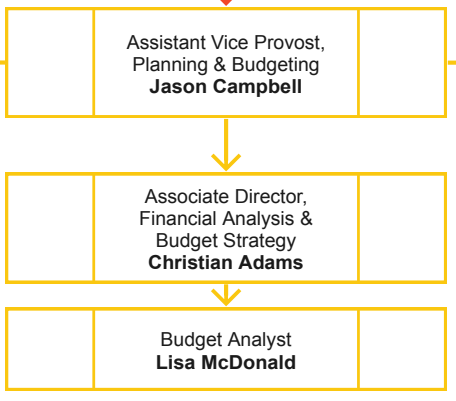 Assistant Vice Provost,
Planning & Budgeting
Jason Campbell
Associate Director,
Financial Analysis &
Budget Strategy
Christian Adams
Budget Analyst
Lisa McDonald